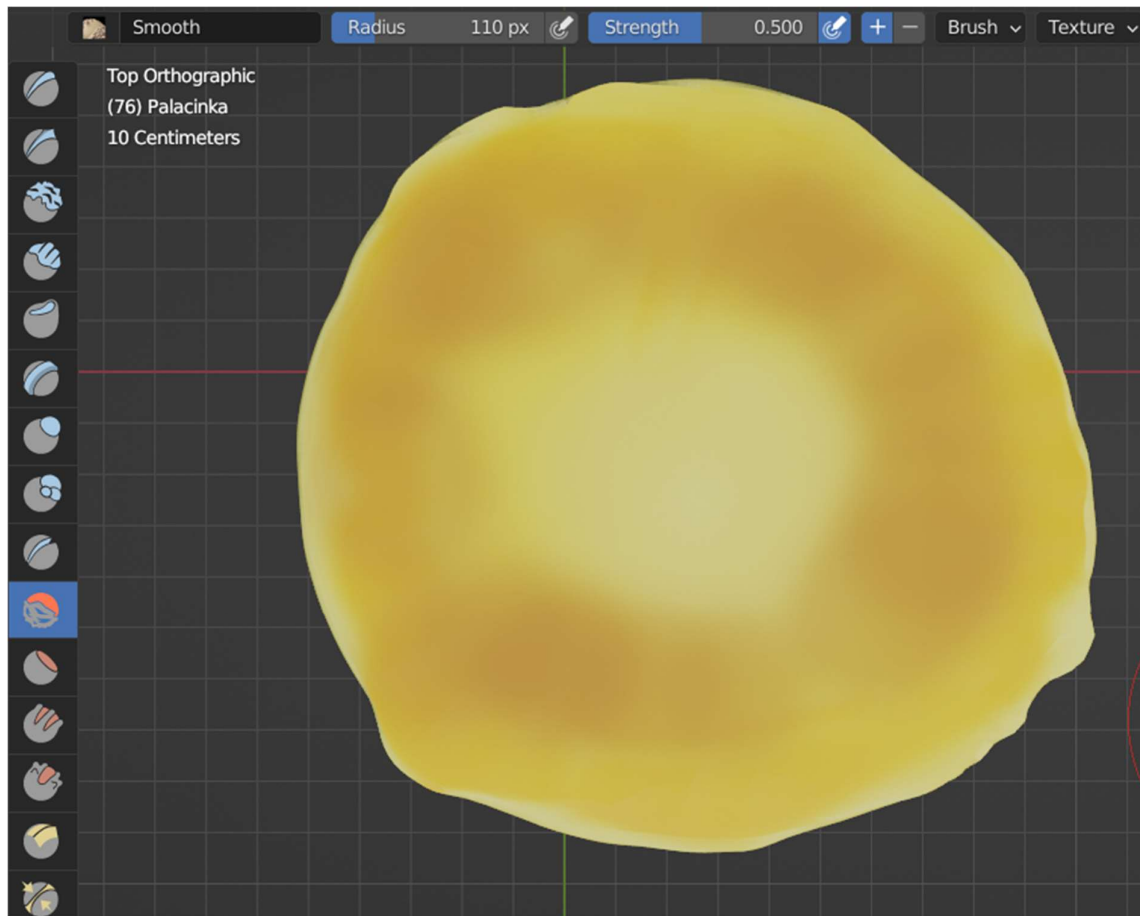 Smooth Radius 110 px Strength 0.500 + − Brush Texture
Top Orthographic
(76) Palacinka
10 Centimeters